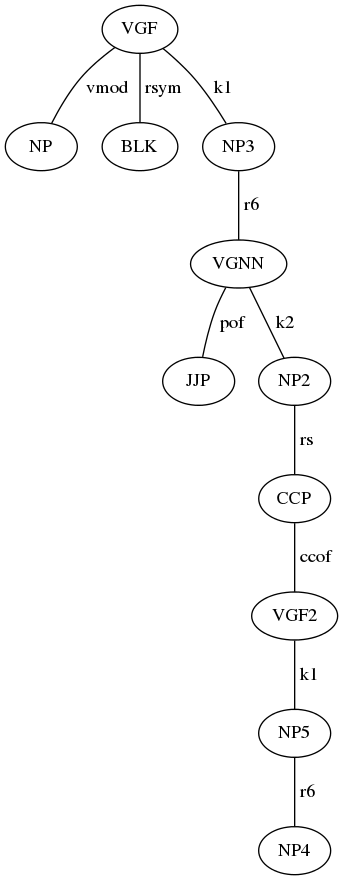 VGF
vmod rsym k1
NP BLK NP3
r6
VGNN
pof k2
JJP NP2
rs
CCP
ccof
VGF2
k1
NP5
r6
NP4